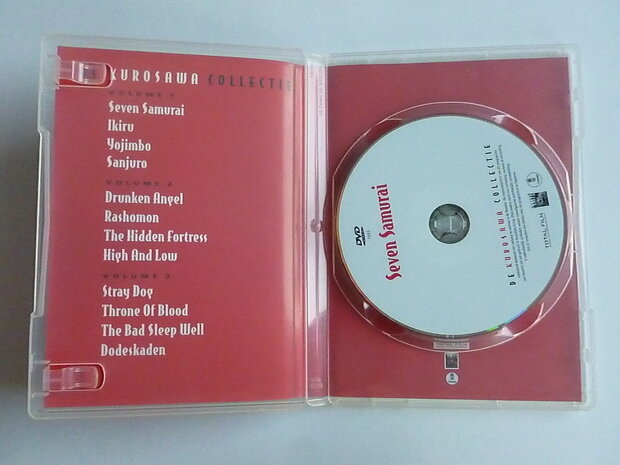 KUROSAWA COLLECTIE
VOLUME 1
Seven Samurai
Ikiru
Yojimbo
Sanjuro
VOLUME 2
Drunken Angel
Rashomon
The Hidden Fortress
High And Low
VOLUME 3
Stray Dog
Throne Of Blood
The Bad Sleep Well
Dodeskaden
Seven Samurai
DVD
DE KUROSAWA COLLECTIE
TOTAL FILM
TOTAL FILM